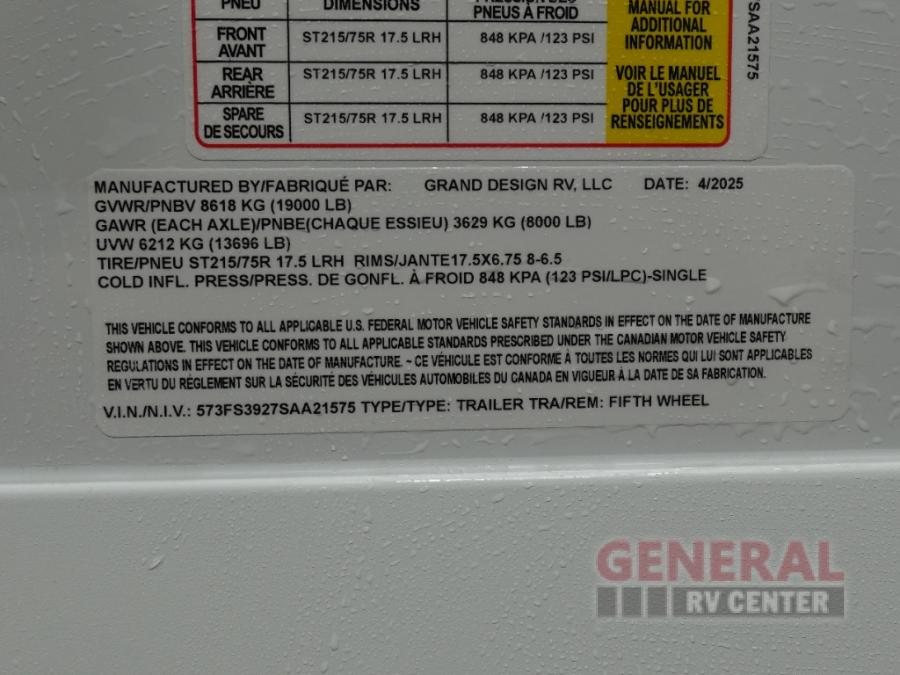 PNEU DIMENSIONS PNEUS À FROID
FRONT
AVANT
ST215/75R 17.5 LRH 848 KPA /123 PSI
REAR
ARRIÈRE
ST215/75R 17.5 LRH 848 KPA /123 PSI
SPARE
DE SECOURS
ST215/75R 17.5 LRH 848 KPA /123 PSI
MANUAL FOR
ADDITIONAL
INFORMATION
VOIR LE MANUEL
DE L'USAGER
POUR PLUS DE
RENSEIGNEMENTS
SAA21575
MANUFACTURED BY/FABRIQUÉ PAR: GRAND DESIGN RV, LLC DATE: 4/2025
GVWR/PNBV 8618 KG (19000 LB)
GAWR (EACH AXLE)/PNBE(CHAQUE ESSIEU) 3629 KG (8000 LB)
UVW 6212 KG (13696 LB)
TIRE/PNEU ST215/75R 17.5 LRH RIMS/JANTE17.5X6.75 8-6.5
COLD INFL. PRESS/PRESS. DE GONFL. À FROID 848 KPA (123 PSI/LPC)-SINGLE
THIS VEHICLE CONFORMS TO ALL APPLICABLE U.S. FEDERAL MOTOR VEHICLE SAFETY STANDARDS IN EFFECT ON THE DATE OF MANUFACTURE
SHOWN ABOVE. THIS VEHICLE CONFORMS TO ALL APPLICABLE STANDARDS PRESCRIBED UNDER THE CANADIAN MOTOR VEHICLE SAFETY
REGULATIONS IN EFFECT ON THE DATE OF MANUFACTURE. ~ CE VÉHICULE EST CONFORME À TOUTES LES NORMES QUI LUI SONT APPLICABLES
EN VERTU DU RÉGLEMENT SUR LA SÉCURITÉ DES VÉHICULES AUTOMOBILES DU CANADA EN VIGUEUR À LA DATE DE SA FABRICATION.
V.I.N./N.I.V.: 573FS3927SAA21575 TYPE/TYPE: TRAILER TRA/REM: FIFTH WHEEL
GENERAL
RV CENTER